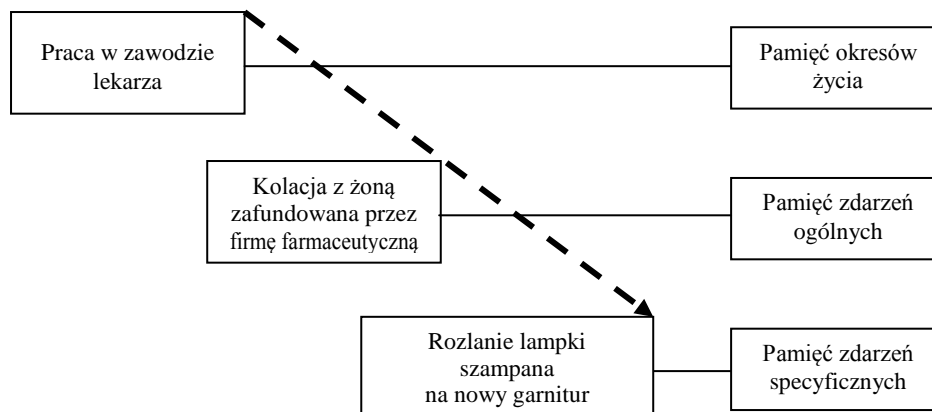 Praca w zawodzie
lekarza
Pamięć okresów
życia
Kolacja z żoną
zafundowana przez
firmę farmaceutyczną
Pamięć zdarzeń
ogólnych
Rozlanie lampki
szampana
na nowy garnitur
Pamięć zdarzeń
specyficznych